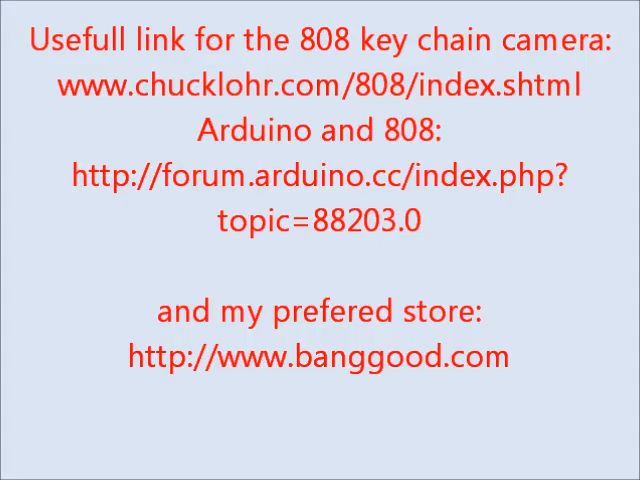 Usefull link for the 808 key chain camera:
www.chucklohr.com/808/index.shtml
Arduino and 808:
http://forum.arduino.cc/index.php?
topic=88203.0
and my prefered store:
http://www.banggood.com